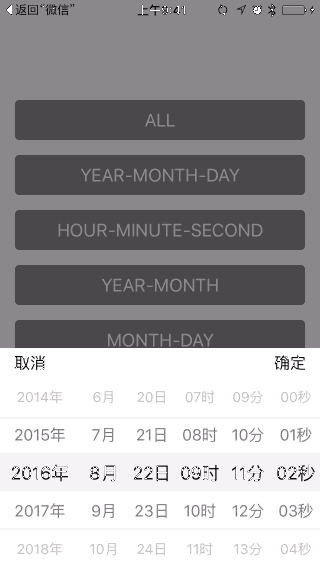 返回“微信” 上午9:41
ALL
YEAR-MONTH-DAY
HOUR-MINUTE-SECOND
YEAR-MONTH
MONTH-DAY
取消 确定
2014年 6月 20日 07时 09分 00秒
2015年 7月 21日 08时 10分 01秒
2016年 8月 22日 09时 11分 02秒
2017年 9月 23日 10时 12分 03秒
2018年 10月 24日 11时 13分 04秒